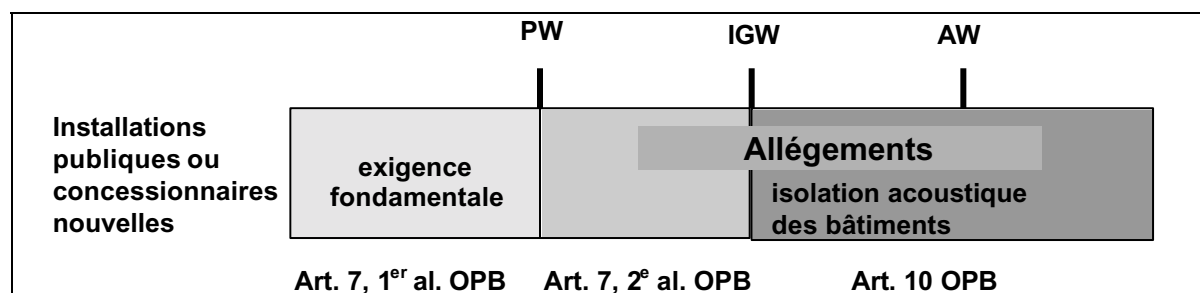 PW IGW AW
Installations
publiques ou
concessionnaires
nouvelles
exigence
fondamentale
Allégements
isolation acoustique
des bâtiments
Art. 7, 1er al. OPB Art. 7, 2e al. OPB Art. 10 OPB